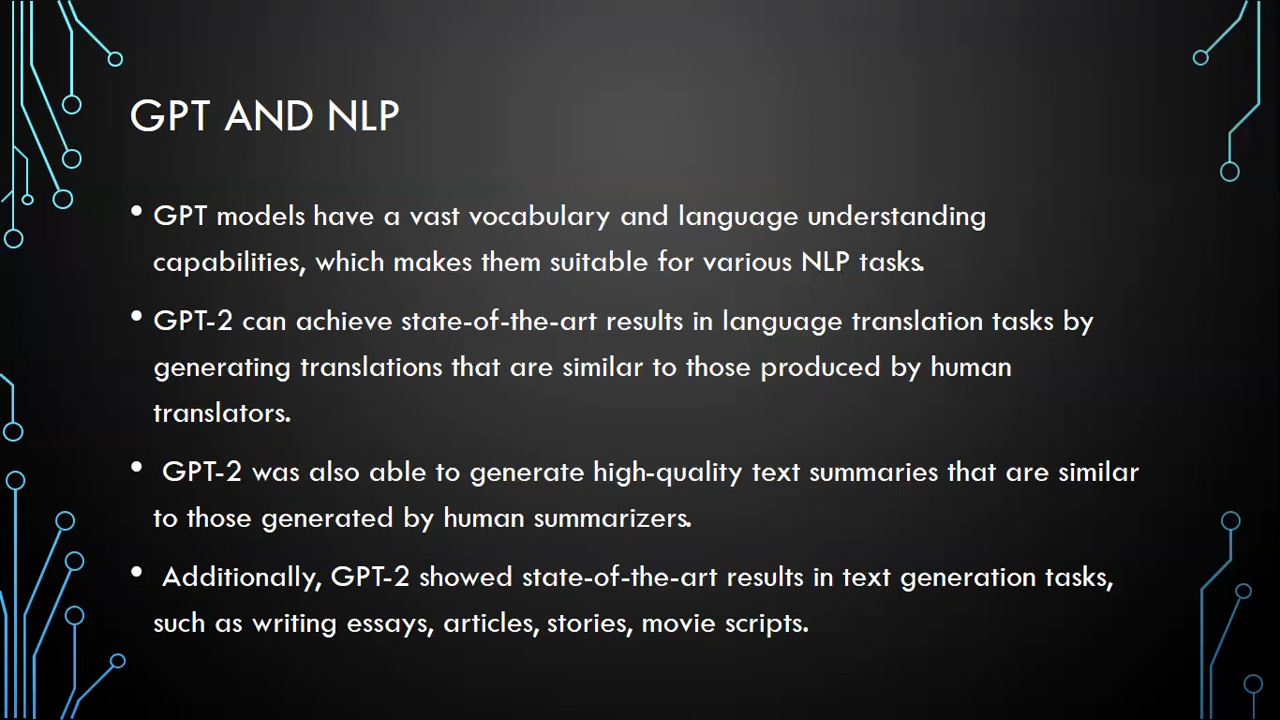 GPT AND NLP
• GPT models have a vast vocabulary and language understanding
capabilities, which makes them suitable for various NLP tasks.
• GPT-2 can achieve state-of-the-art results in language translation tasks by
generating translations that are similar to those produced by human
translators.
• GPT-2 was also able to generate high-quality text summaries that are similar
to those generated by human summarizers.
• Additionally, GPT-2 showed state-of-the-art results in text generation tasks,
such as writing essays, articles, stories, movie scripts.